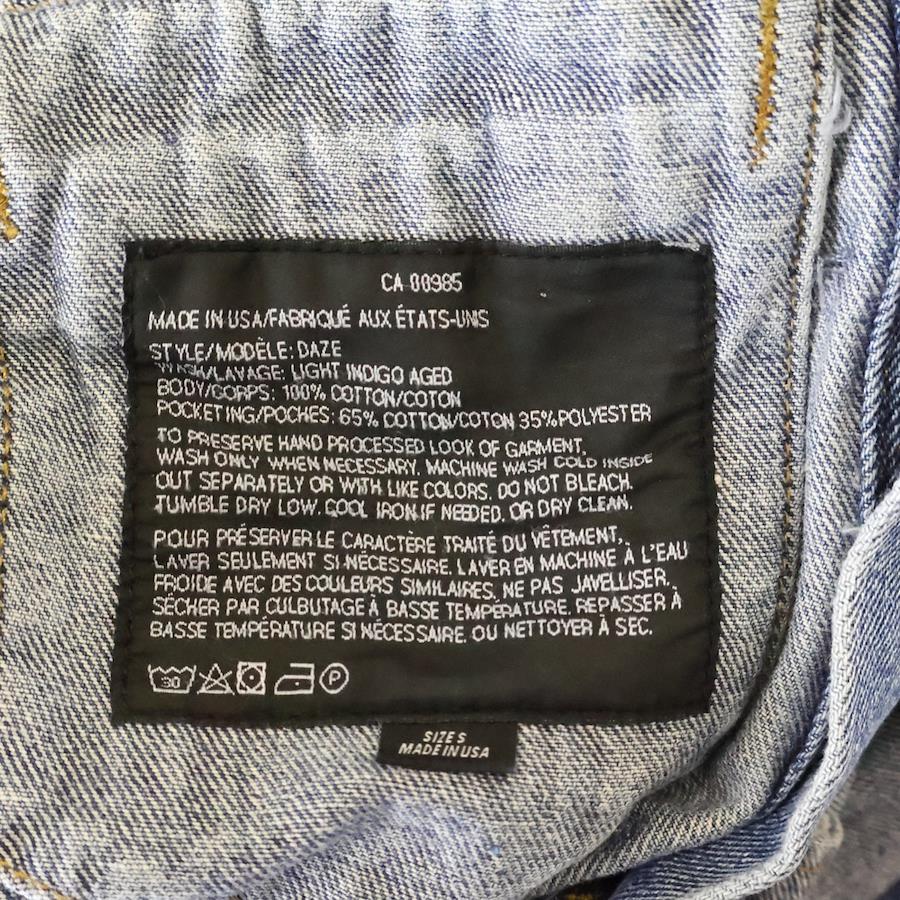 CA 00985
MADE IN USA/FABRIQUÉ AUX ÉTATS-UNIS
STYLE/MODÈLE: DAZE
WASH/LAVAGE: LIGHT INDIGO AGED
BODY/CORPS: 100% COTTON/COTON
POCKETING/POCHES: 65% COTTON/COTON 35%POLYESTER
TO PRESERVE HAND PROCESSED LOOK OF GARMENT,
WASH ONLY WHEN NECESSARY. MACHINE WASH COLD INSIDE
OUT SEPARATELY OR WITH LIKE COLORS. DO NOT BLEACH.
TUMBLE DRY LOW. COOL IRON IF NEEDED. OR DRY CLEAN.
POUR PRÉSERVER LE CARACTÈRE TRAITÉ DU VÊTEMENT,
LAVER SEULEMENT SI NÉCESSAIRE. LAVER EN MACHINE À L'EAU
FROIDE AVEC DES COULEURS SIMILAIRES. NE PAS JAVELLISER.
SÉCHER PAR CULBUTAGE À BASSE TEMPÉRATURE. REPASSER À
BASSE TEMPÉRATURE SI NÉCESSAIRE. OU NETTOYER À SEC.
30 P
SIZE S
MADE IN USA